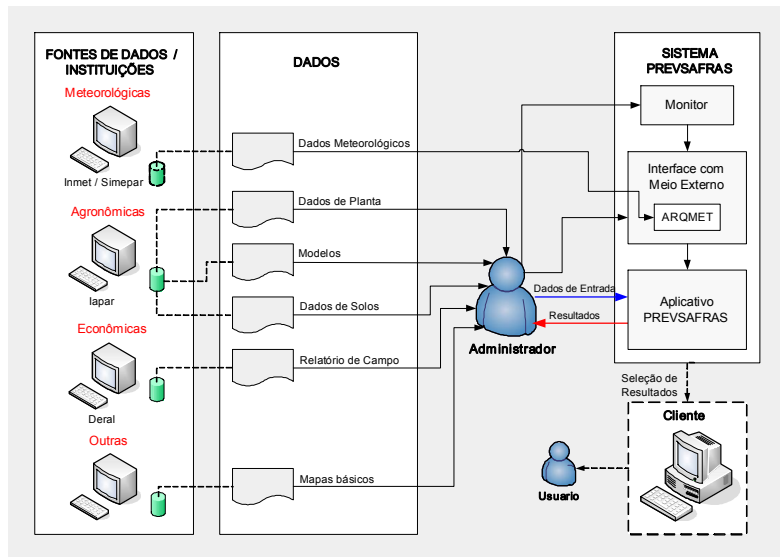 FONTES DE DADOS /
INSTITUIÇÕES
Meteorológicas
Inmet / Simepar
Agronômicas
Iapar
Econômicas
Deral
Outras
DADOS
Dados Meteorológicos
Dados de Planta
Modelos
Dados de Solos
Relatório de Campo
Mapas básicos
Administrador
Dados de Entrada
Resultados
SISTEMA
PREVSAFRAS
Monitor
Interface com
Meio Externo
ARQMET
Aplicativo
PREVSAFRAS
Seleção de
Resultados
Cliente
Usuario